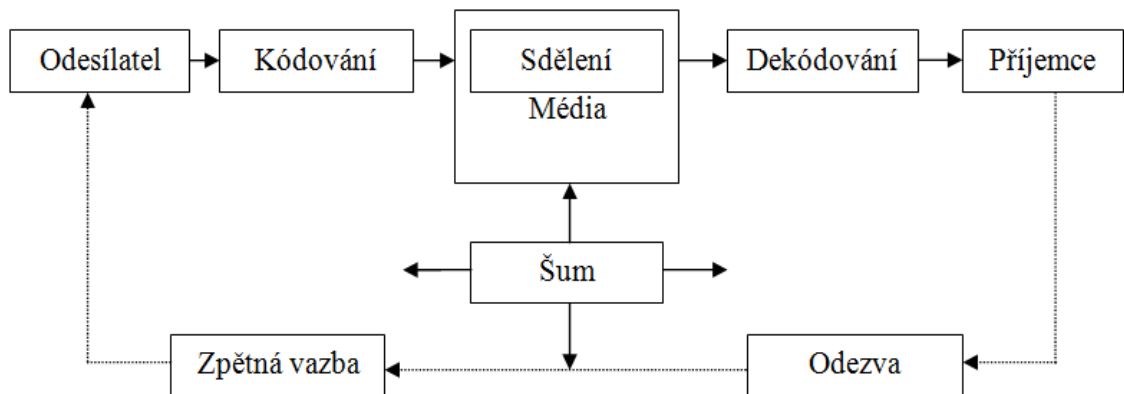 Odesílatel
Kódování
Sdělení
Média
Dekódování
Příjemce
Šum
Zpětná vazba
Odezva